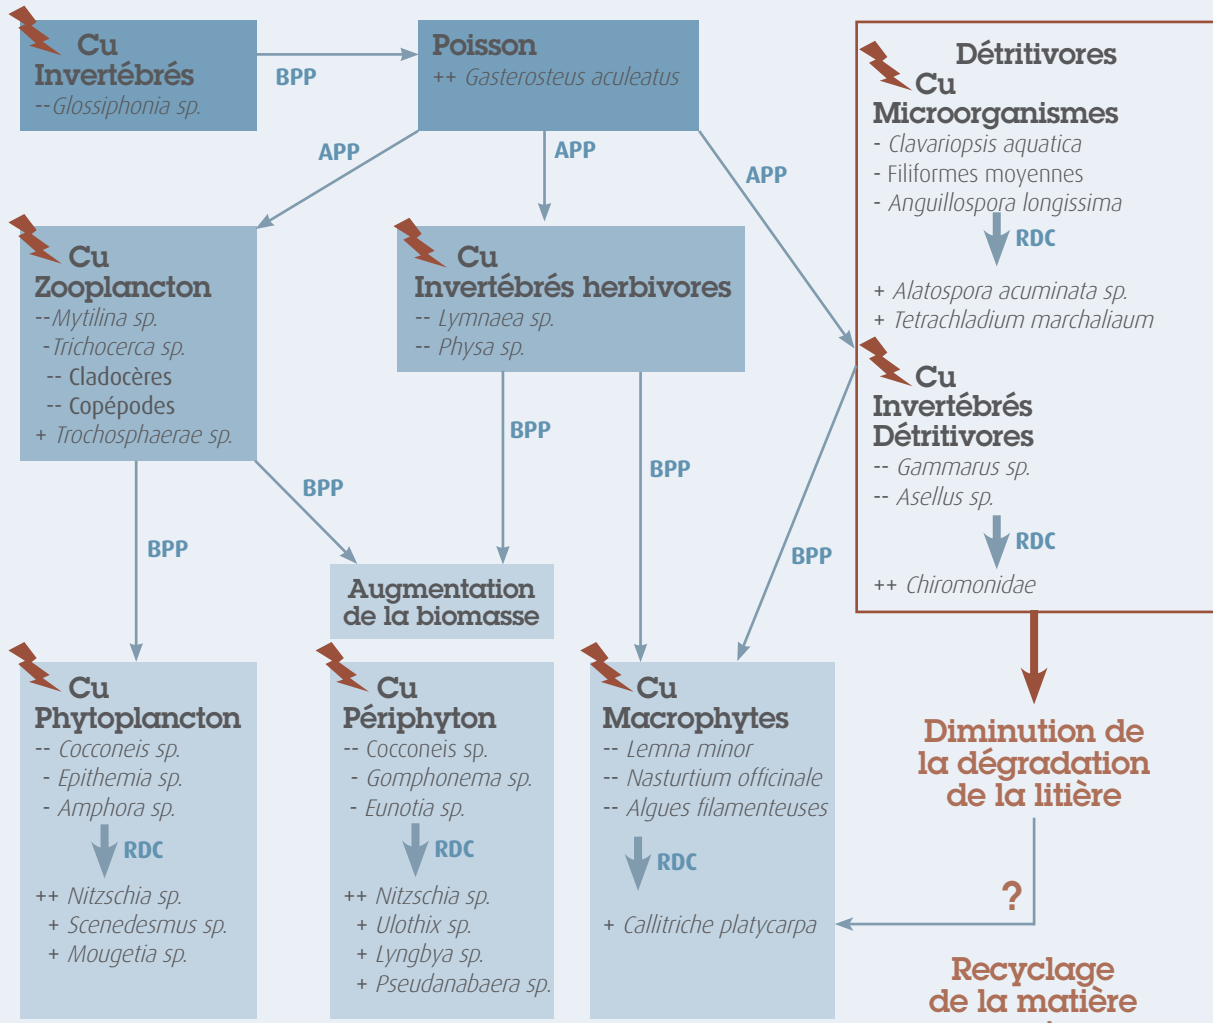 Cu
Invertébrés
--Glossiphonia sp.
BPP
Poisson
++ Gasterosteus aculeatus
APP
APP
APP
Cu
Zooplancton
--Mytilina sp.
-Trichocerca sp.
-- Cladocères
-- Copépodes
+ Trochosphaerae sp.
Cu
Invertébrés herbivores
-- Lymnaea sp.
-- Physa sp.
Détritivores
Cu
Microorganismes
- Clavariopsis aquatica
- Filiformes moyennes
- Anguillospora longissima
RDC
+ Alatospora acuminata sp.
+ Tetrachladium marchaliaum
Cu
Invertébrés
Détritivores
-- Gammarus sp.
-- Asellus sp.
RDC
++ Chiromonidae
BPP
BPP
BPP
BPP
BPP
Augmentation
de la biomasse
Cu
Phytoplancton
-- Cocconeis sp.
- Epithemia sp.
- Amphora sp.
RDC
++ Nitzschia sp.
+ Scenedesmus sp.
+ Mougetia sp.
Cu
Périphyton
-- Cocconeis sp.
- Gomphonema sp.
- Eunotia sp.
RDC
++ Nitzschia sp.
+ Ulothix sp.
+ Lyngbya sp.
+ Pseudanabaera sp.
Cu
Macrophytes
-- Lemna minor
-- Nasturtium officinale
-- Algues filamenteuses
RDC
+ Callitriche platycarpa
Diminution de
la dégradation
de la litière
?
Recyclage
de la matière